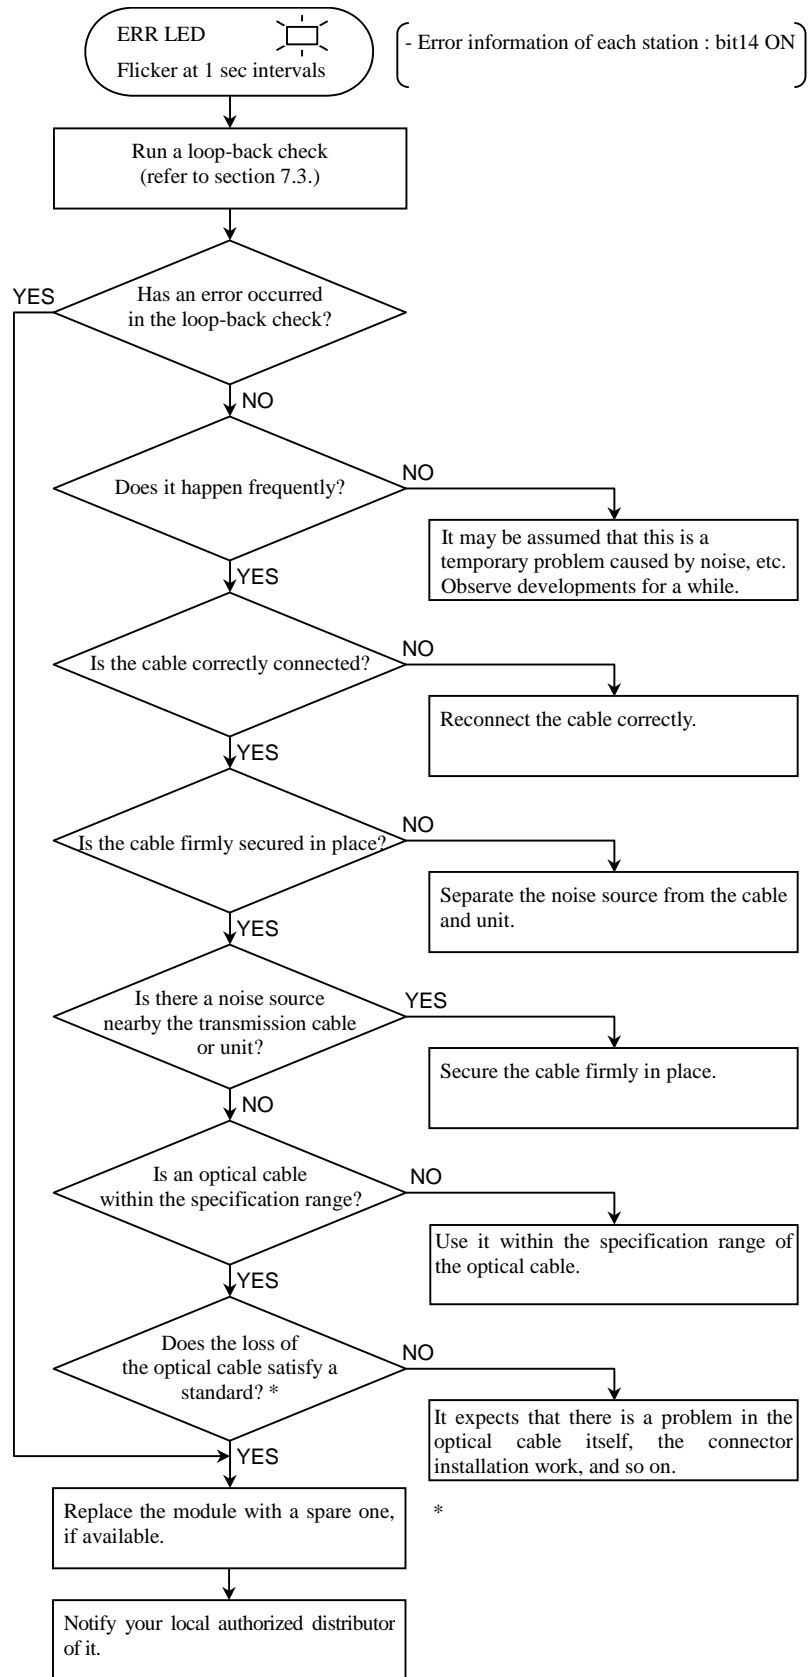 ERR LED
Flicker at 1 sec intervals
- Error information of each station : bit14 ON
Run a loop-back check
(refer to section 7.3.)
YES
Has an error occurred
in the loop-back check?
NO
Does it happen frequently?
NO
It may be assumed that this is a
temporary problem caused by noise, etc.
Observe developments for a while.
YES
Is the cable correctly connected?
NO
Reconnect the cable correctly.
YES
Is the cable firmly secured in place?
NO
Separate the noise source from the cable
and unit.
YES
Is there a noise source
nearby the transmission cable
or unit?
YES
Secure the cable firmly in place.
NO
Is an optical cable
within the specification range?
NO
Use it within the specification range of
the optical cable.
YES
Does the loss of
the optical cable satisfy a
standard? *
NO
It expects that there is a problem in the
optical cable itself, the connector
installation work, and so on.
YES
Replace the module with a spare one,
if available.
*
Notify your local authorized distributor
of it.